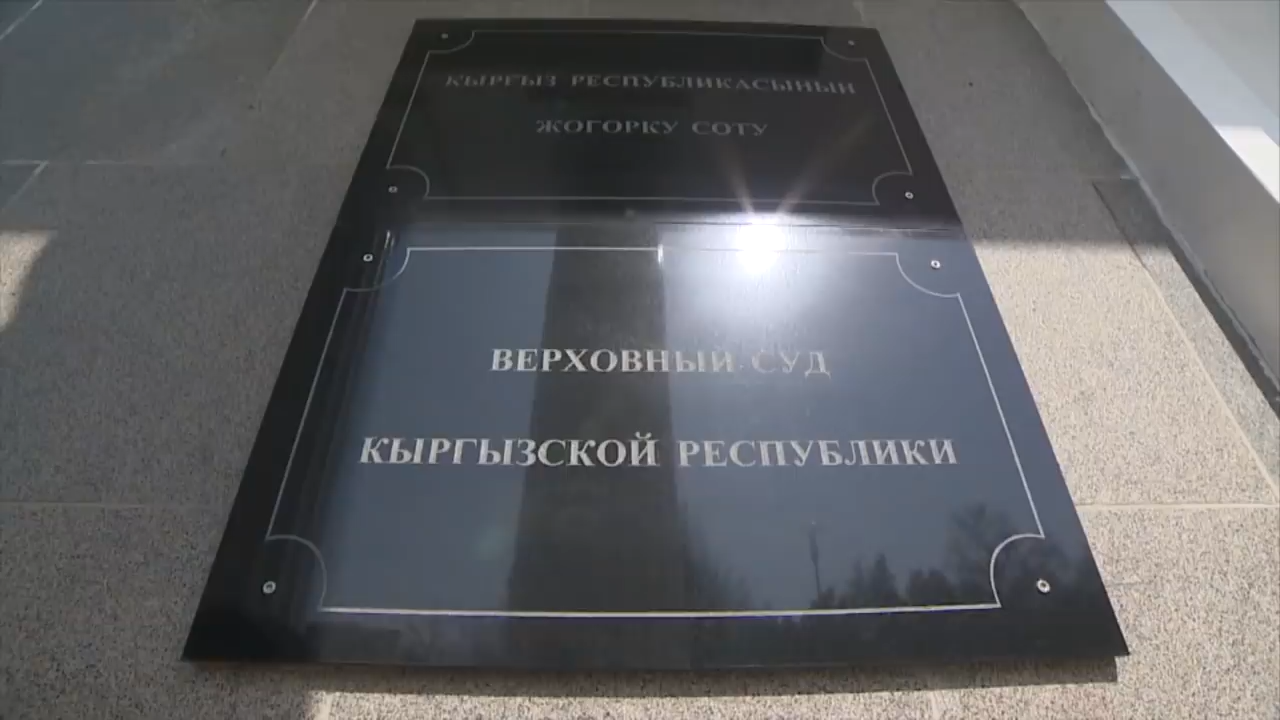 КЫРГЫЗ РЕСПУБЛИКАСЫНЫН
ЖОГОРКУ СОТУ
ВЕРХОВНЫЙ СУД
КЫРГЫЗСКОЙ РЕСПУБЛИКИ